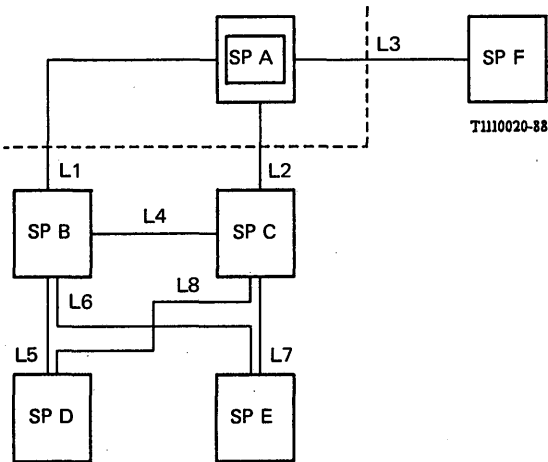 SP A
L3
SP F
T1110020-88
L1
L2
SP B
L4
SP C
L8
L6
L5
L7
SP D
SP E